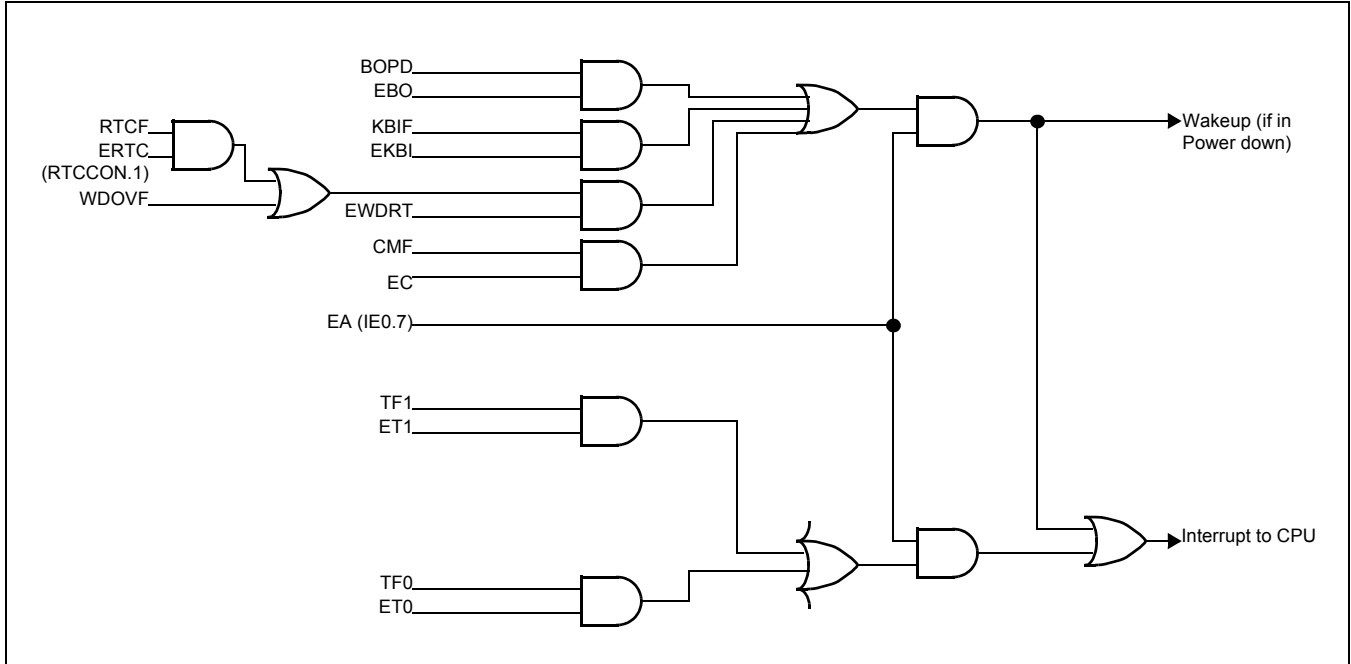 BOPD
EBO
KBIF
EKBI
RTCF
ERTC
(RTCCON.1)
WDOVF
EWDRT
CMF
EC
EA (IE0.7)
TF1
ET1
TF0
ET0
Wakeup (if in
Power down)
Interrupt to CPU